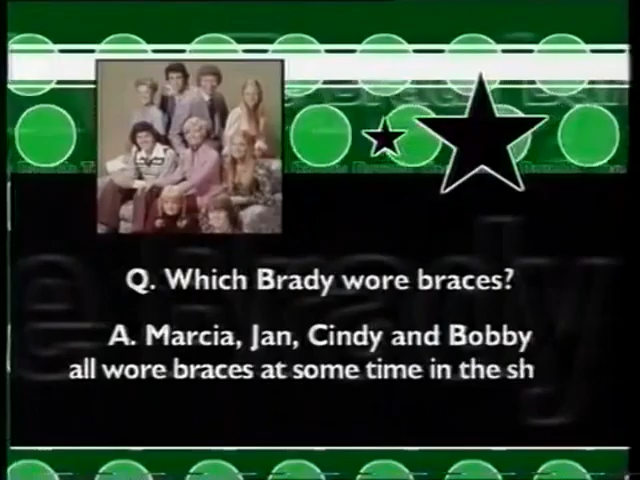 Q. Which Brady wore braces?
A. Marcia, Jan, Cindy and Bobby
all wore braces at some time in the sh